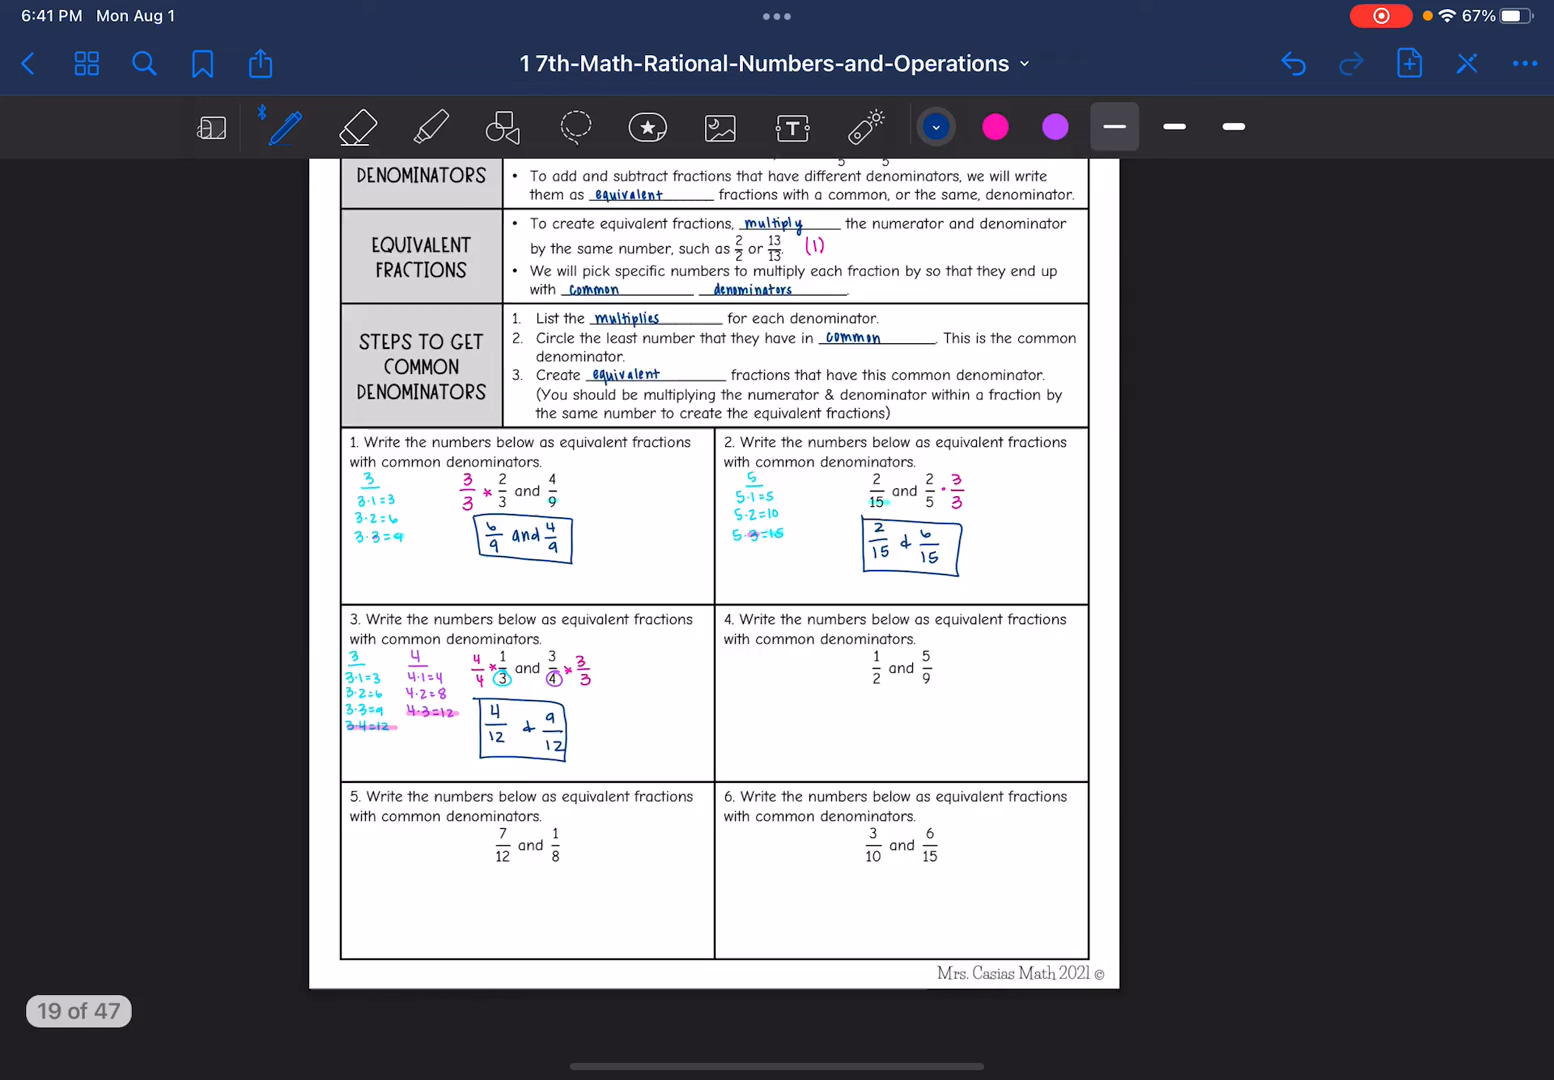 6:41 PM Mon Aug 1
67%
1 7th-Math-Rational-Numbers-and-Operations
T
5 5
DENOMINATORS
• To add and subtract fractions that have different denominators, we will write
them as equivalent fractions with a common, or the same, denominator.
EQUIVALENT
FRACTIONS
• To create equivalent fractions, multiply the numerator and denominator
by the same number, such as 2/2 or 13/13. (1)
• We will pick specific numbers to multiply each fraction by so that they end up
with common denominators.
STEPS TO GET
COMMON
DENOMINATORS
1. List the multiplies for each denominator.
2. Circle the least number that they have in common. This is the common
denominator.
3. Create equivalent fractions that have this common denominator.
(You should be multiplying the numerator & denominator within a fraction by
the same number to create the equivalent fractions)
1. Write the numbers below as equivalent fractions
with common denominators.
3/3 * 2/3 and 4/9
3
3·1=3
3·2=6
3·3=9
6/9 and 4/9
2. Write the numbers below as equivalent fractions
with common denominators.
2/15 and 2/5 · 3/3
5
5·1=5
5·2=10
5·3=15
2/15 & 6/15
3. Write the numbers below as equivalent fractions
with common denominators.
4/4 * 1/3 and 3/4 * 3/3
3
3·1=3
3·2=6
3·3=9
3·4=12
4
4·1=4
4·2=8
4·3=12
4/12 & 9/12
4. Write the numbers below as equivalent fractions
with common denominators.
1/2 and 5/9
5. Write the numbers below as equivalent fractions
with common denominators.
7/12 and 1/8
6. Write the numbers below as equivalent fractions
with common denominators.
3/10 and 6/15
Mrs. Casias Math 2021 ©
19 of 47